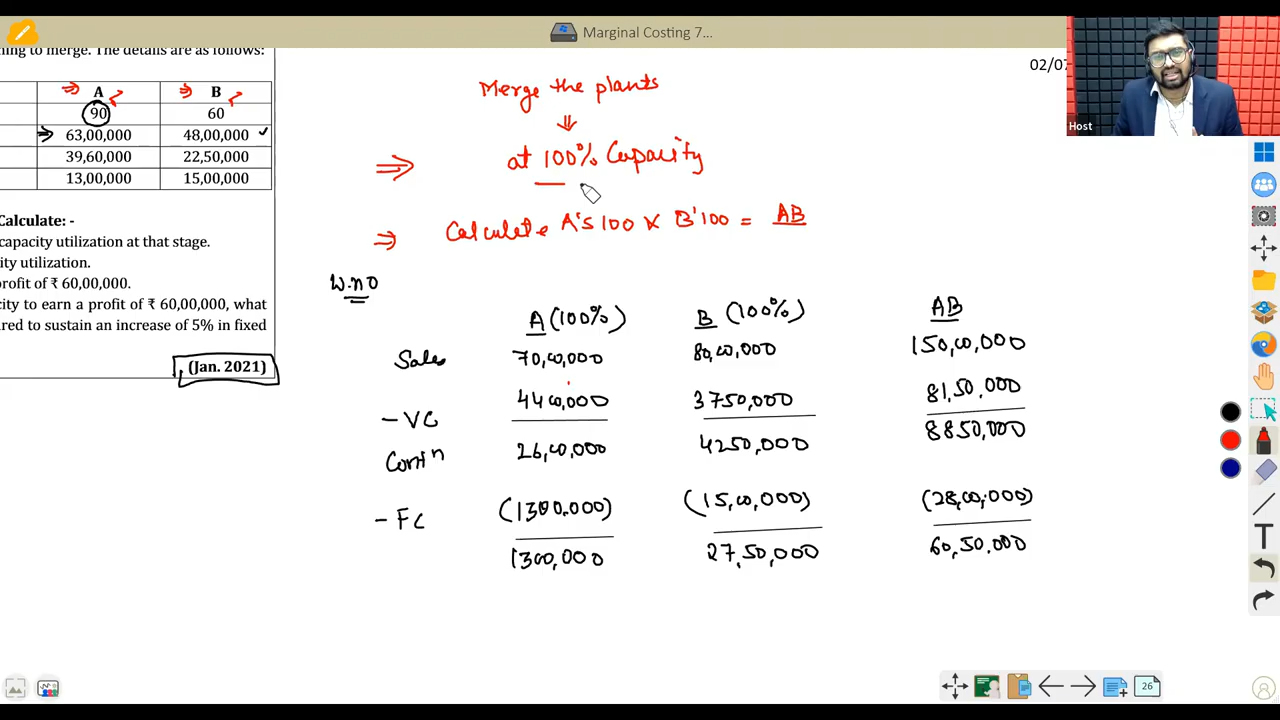 Marginal Costing 7...
ning to merge. The details are as follows:
A B
90 60
63,00,000 48,00,000
39,60,000 22,50,000
13,00,000 15,00,000
Calculate: -
capacity utilization at that stage.
ity utilization.
profit of ₹ 60,00,000.
city to earn a profit of ₹ 60,00,000, what
red to sustain an increase of 5% in fixed
(Jan. 2021)
Merge the plants
at 100% Capacity
Calculate A's 100 x B'100 = AB
W.no
A (100%) B (100%) AB
Sales 70,00,000 80,00,000 150,00,000
- VC 4400,000 3750,000 81,50,000
Contn 26,00,000 4250,000 8850,000
- FC (1300.000) (15,00,000) (28,00,000)
1300,000 27,50,000 60,50,000
02/07
Host
T
26